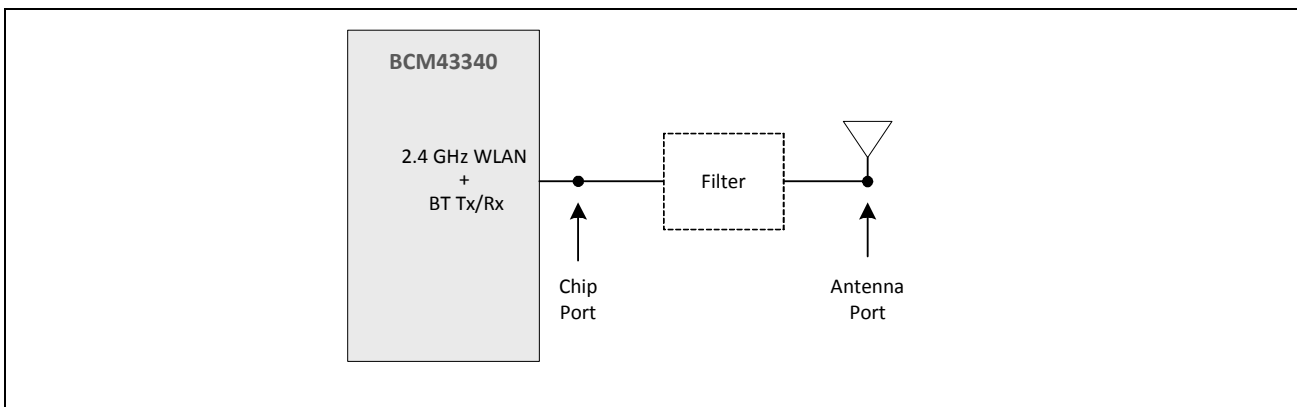 BCM43340
2.4 GHz WLAN
+
BT Tx/Rx
Filter
Chip
Port
Antenna
Port